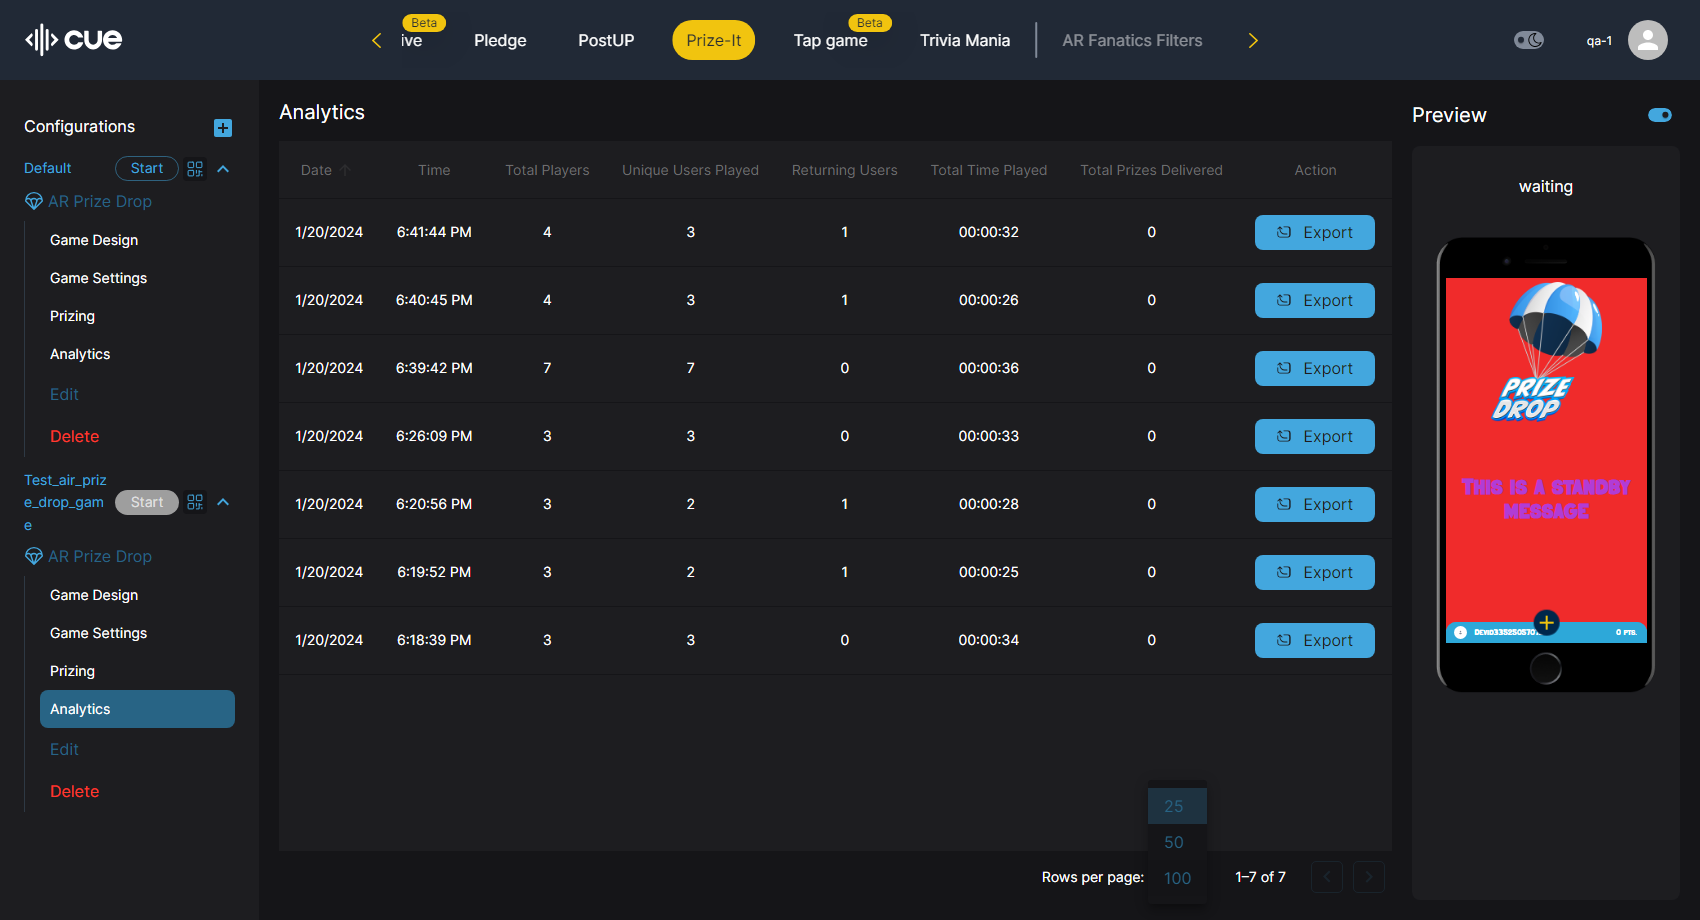 cue
Beta
ive
Pledge
PostUP
Prize-It
Beta
Tap game
Trivia Mania
AR Fanatics Filters
qa-1
Configurations
Default
Start
AR Prize Drop
Game Design
Game Settings
Prizing
Analytics
Edit
Delete
Test_air_priz
e_drop_gam
e
Start
AR Prize Drop
Game Design
Game Settings
Prizing
Analytics
Edit
Delete
Analytics
Date Time Total Players Unique Users Played Returning Users Total Time Played Total Prizes Delivered Action
1/20/2024 6:41:44 PM 4 3 1 00:00:32 0 Export
1/20/2024 6:40:45 PM 4 3 1 00:00:26 0 Export
1/20/2024 6:39:42 PM 7 7 0 00:00:36 0 Export
1/20/2024 6:26:09 PM 3 3 0 00:00:33 0 Export
1/20/2024 6:20:56 PM 3 2 1 00:00:28 0 Export
1/20/2024 6:19:52 PM 3 2 1 00:00:25 0 Export
1/20/2024 6:18:39 PM 3 3 0 00:00:34 0 Export
25
50
100
Rows per page:
1–7 of 7
Preview
waiting
PRIZE
DROP
THIS IS A STANDBY
MESSAGE
0 PTS.